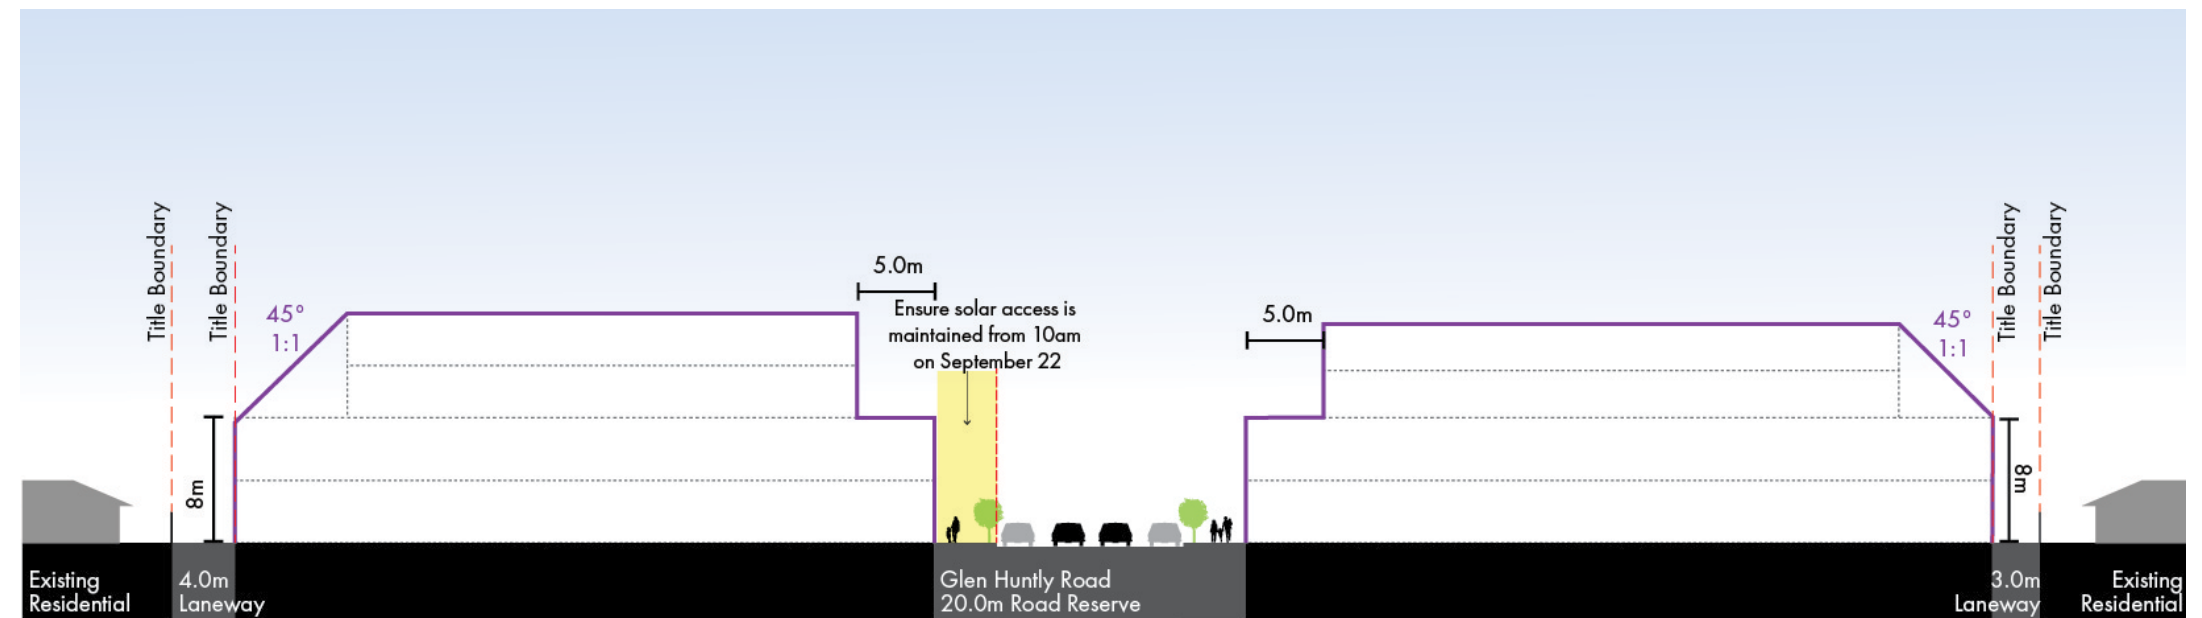 Title Boundary
Title Boundary
45°
1:1
8m
5.0m
Ensure solar access is
maintained from 10am
on September 22
5.0m
45°
1:1
Title Boundary
Title Boundary
8m
Existing
Residential
4.0m
Laneway
Glen Huntly Road
20.0m Road Reserve
3.0m
Laneway
Existing
Residential